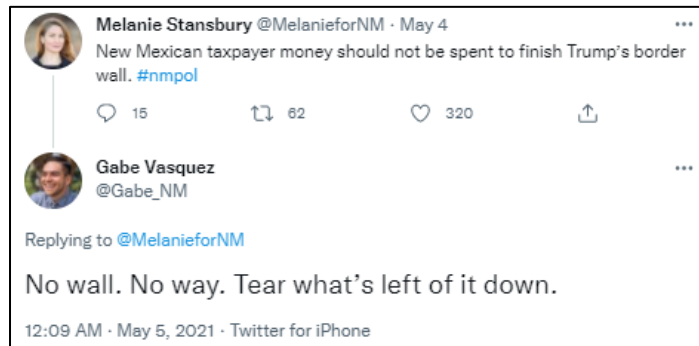 Melanie Stansbury @MelanieforNM · May 4
New Mexican taxpayer money should not be spent to finish Trump's border
wall. #nmpol
15 62 320
Gabe Vasquez
@Gabe_NM
Replying to @MelanieforNM
No wall. No way. Tear what's left of it down.
12:09 AM · May 5, 2021 · Twitter for iPhone